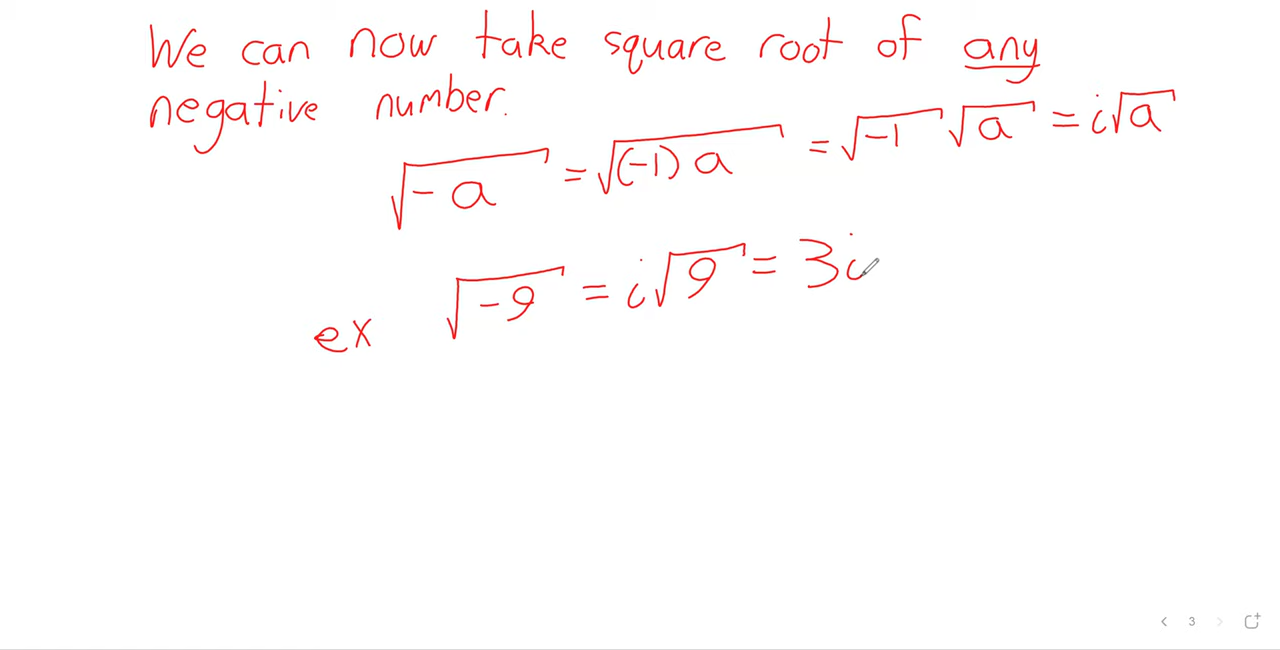 We can now take square root of any
negative number.
√-a = √(-1)a = √-1 √a = i√a
ex √-9 = i√9 = 3i
3